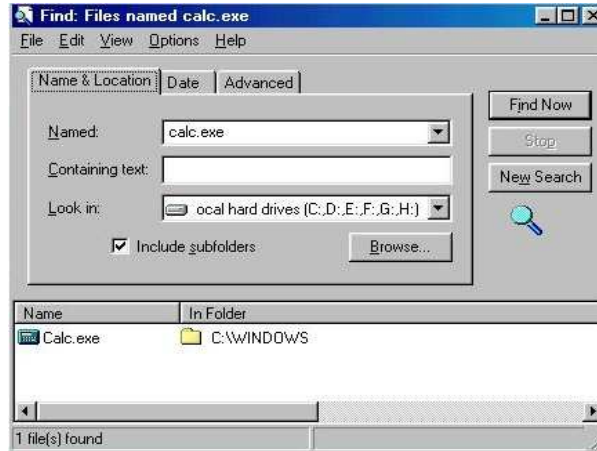 Find: Files named calc.exe
File Edit View Options Help
Name & Location Date Advanced
Find Now
Named: calc.exe
Stop
Containing text:
New Search
Look in: ocal hard drives (C:,D:,E:,F:,G:,H:)
Include subfolders Browse...
Name In Folder
Calc.exe C:\WINDOWS
1 file(s) found